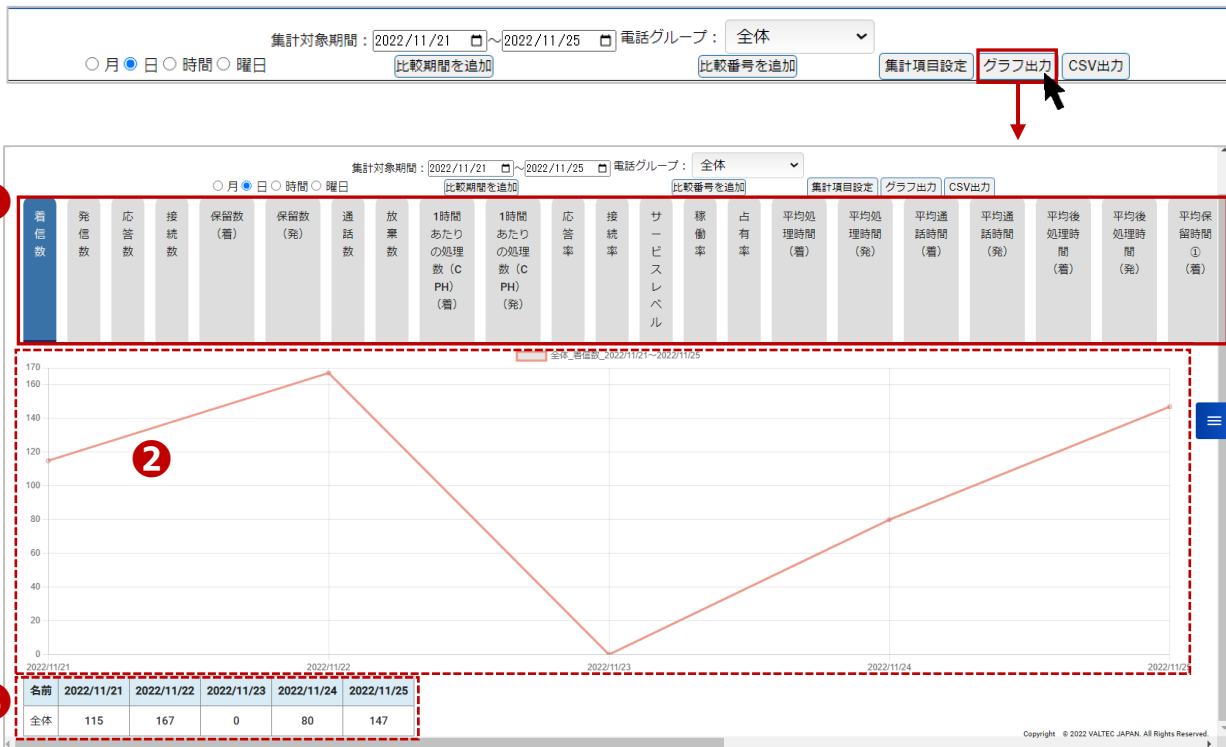 集計対象期間：2022/11/21 ～2022/11/25 電話グループ： 全体
月 日 時間 曜日 比較期間を追加 比較番号を追加 集計項目設定 グラフ出力 CSV出力
集計対象期間：2022/11/21 ～2022/11/25 電話グループ： 全体
月 日 時間 曜日 比較期間を追加 比較番号を追加 集計項目設定 グラフ出力 CSV出力
着信数
発信数
応答数
接続数
保留数（着）
保留数（発）
通話数
放棄数
1時間あたりの処理数（CPH）（着）
1時間あたりの処理数（CPH）（発）
応答率
接続率
サービスレベル
稼働率
占有率
平均処理時間（着）
平均処理時間（発）
平均通話時間（着）
平均通話時間（発）
平均後処理時間（着）
平均後処理時間（発）
平均保留時間①（着）
全体_着信数_2022/11/21～2022/11/25
170
160
140
120
100
80
60
40
20
0
2
2022/11/21 2022/11/22 2022/11/23 2022/11/24 2022/11/25
名前 2022/11/21 2022/11/22 2022/11/23 2022/11/24 2022/11/25
全体 115 167 0 80 147
Copyright © 2022 VALTEC JAPAN. All Rights Reserved.